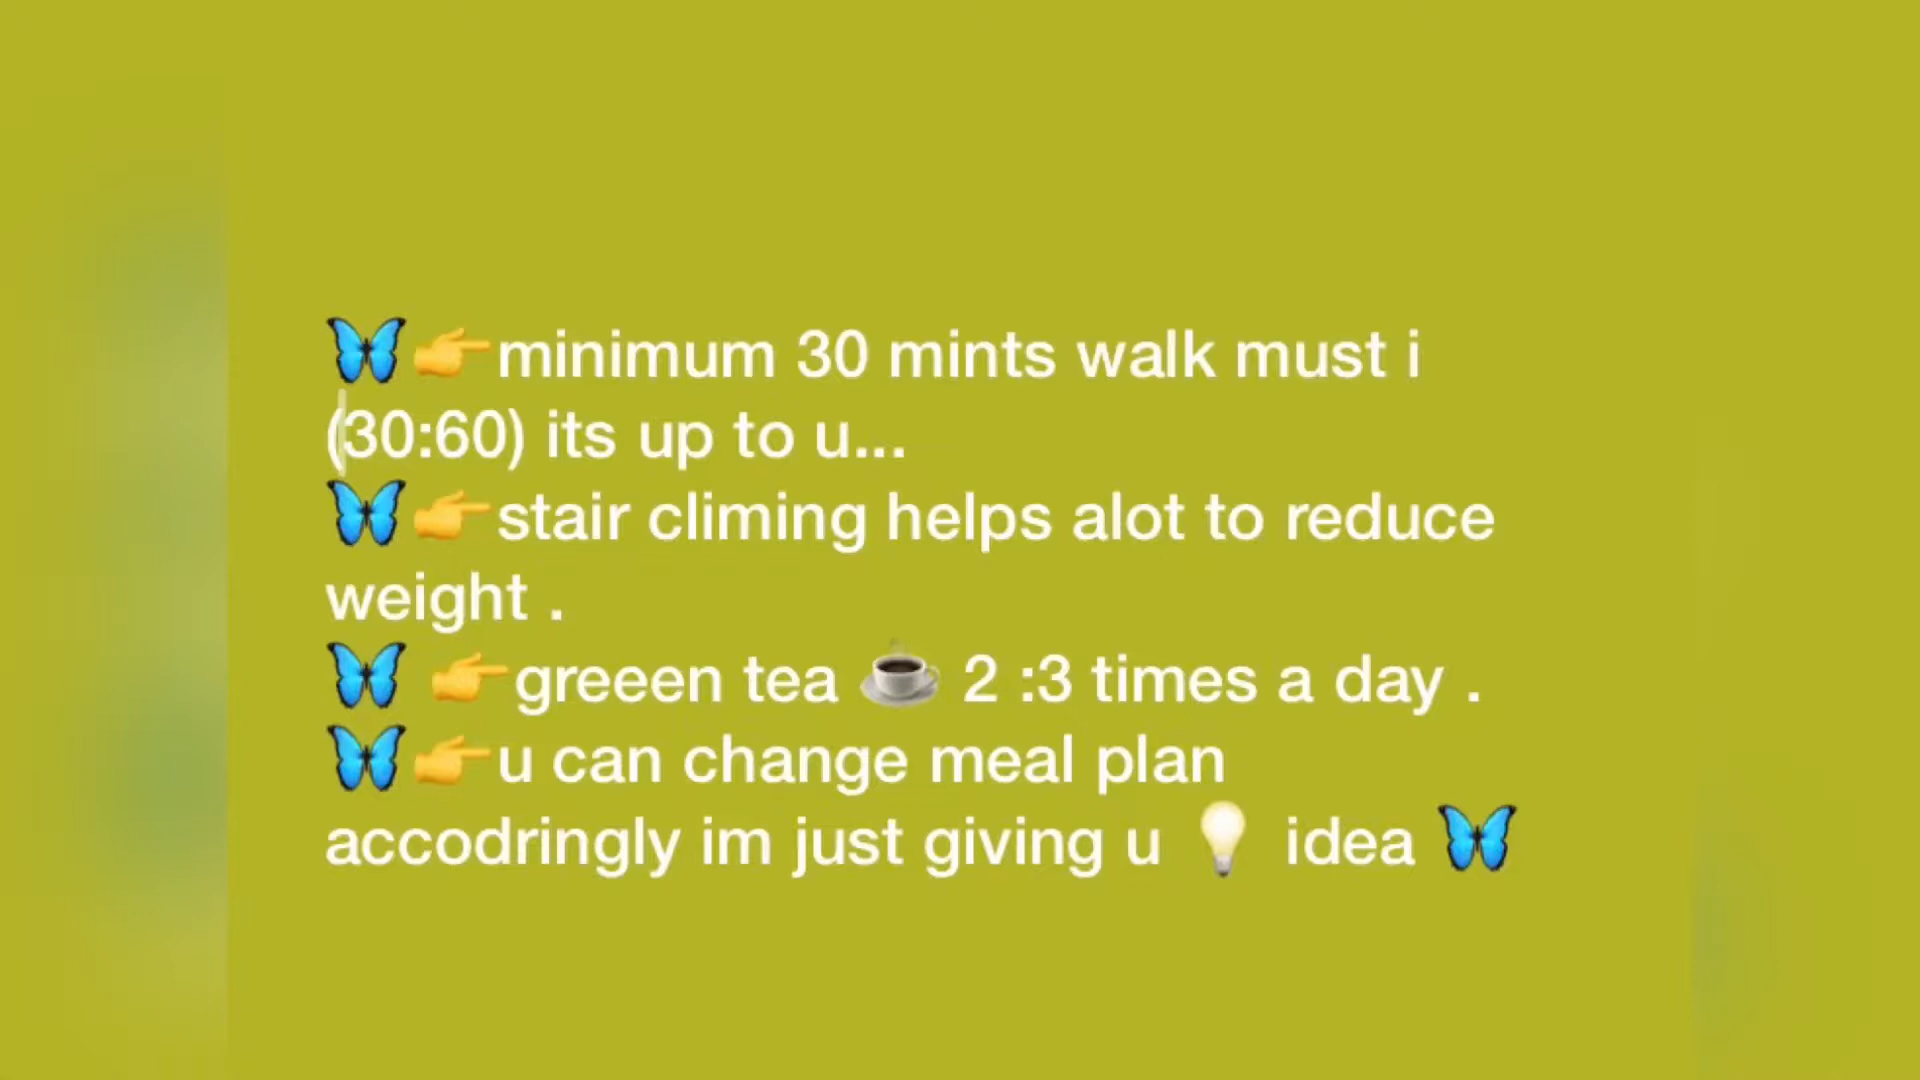 🦋👉minimum 30 mints walk must i
(30:60) its up to u...
🦋👉stair climing helps alot to reduce
weight .
🦋 👉greeen tea ☕ 2 :3 times a day .
🦋👉u can change meal plan
accodringly im just giving u 💡 idea 🦋